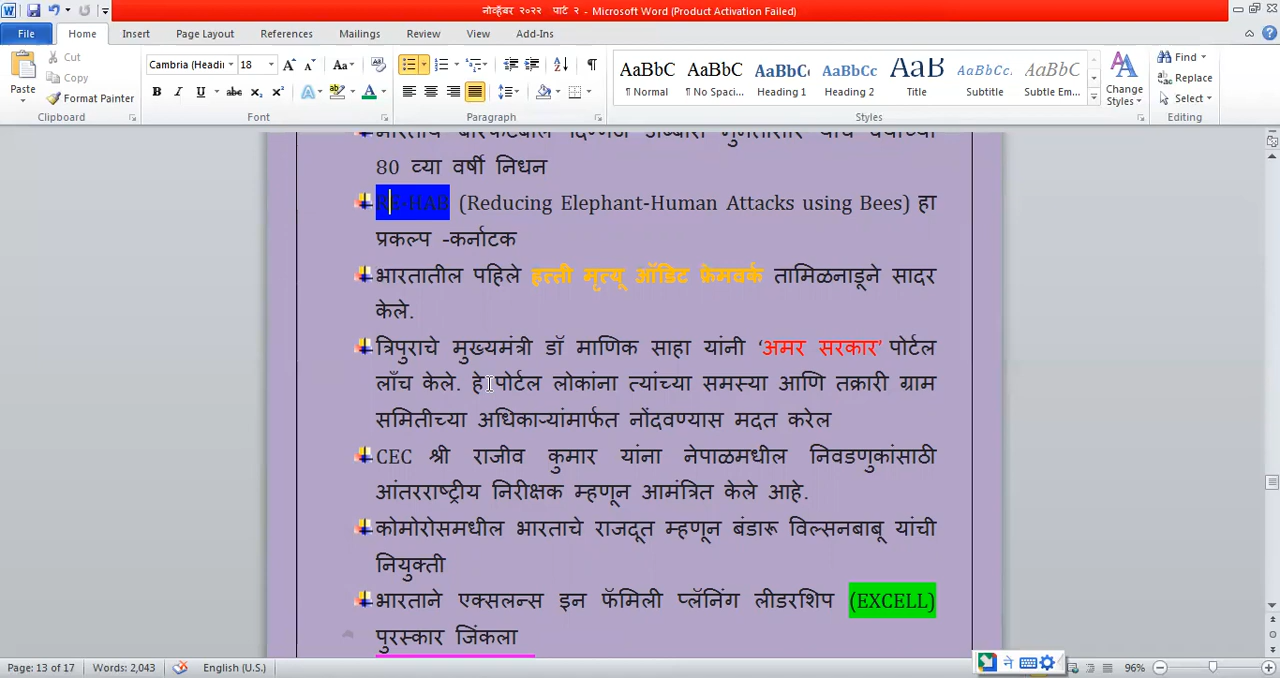 नोव्हेंबर २०२२ पार्ट २ - Microsoft Word (Product Activation Failed)
File Home Insert Page Layout References Mailings Review View Add-Ins
Paste Cut Copy Format Painter Clipboard
Cambria (Headi 18 Font
Paragraph
AaBbC AaBbC AaBbCc AaBbCc AaB AaBbCc. AaBbCc
¶ Normal ¶ No Spaci... Heading 1 Heading 2 Title Subtitle Subtle Em... Change Styles Styles
Find Replace Select Editing
80 व्या वर्षी निधन
RE-HAB (Reducing Elephant-Human Attacks using Bees) हा
प्रकल्प -कर्नाटक
भारतातील पहिले हत्ती मृत्यू ऑडिट फ्रेमवर्क तामिळनाडूने सादर
केले.
त्रिपुराचे मुख्यमंत्री डॉ माणिक साहा यांनी ‘अमर सरकार’ पोर्टल
लाँच केले. हे पोर्टल लोकांना त्यांच्या समस्या आणि तक्रारी ग्राम
समितीच्या अधिकाऱ्यांमार्फत नोंदवण्यास मदत करेल
CEC श्री राजीव कुमार यांना नेपाळमधील निवडणुकांसाठी
आंतरराष्ट्रीय निरीक्षक म्हणून आमंत्रित केले आहे.
कोमोरोसमधील भारताचे राजदूत म्हणून बंडारू विल्सनबाबू यांची
नियुक्ती
भारताने एक्सलन्स इन फॅमिली प्लॅनिंग लीडरशिप (EXCELL)
पुरस्कार जिंकला
Page: 13 of 17 Words: 2,043 English (U.S.) ने 96%